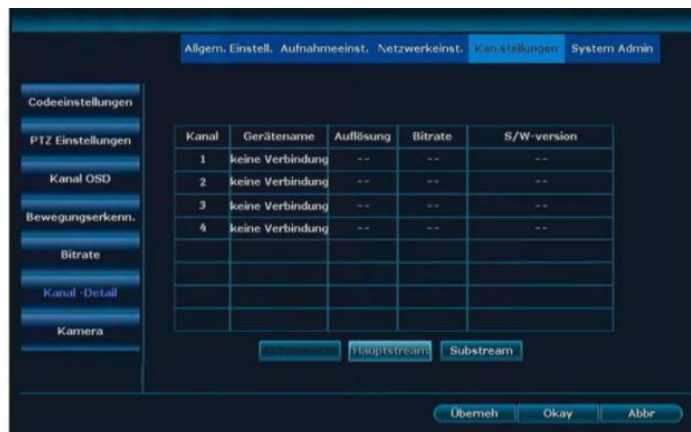 Allgem. Einstell. Aufnahmeeinst. Netzwerkeinst. Kan.stellungen System Admin
Codeeinstellungen
PTZ Einstellungen
Kanal OSD
Bewegungserkenn.
Bitrate
Kanal -Detail
Kamera
Kanal Gerätename Auflösung Bitrate S/W-version
1 keine Verbindung -- -- --
2 keine Verbindung -- -- --
3 keine Verbindung -- -- --
4 keine Verbindung -- -- --
Hauptstream Substream
Überneh Okay Abbr